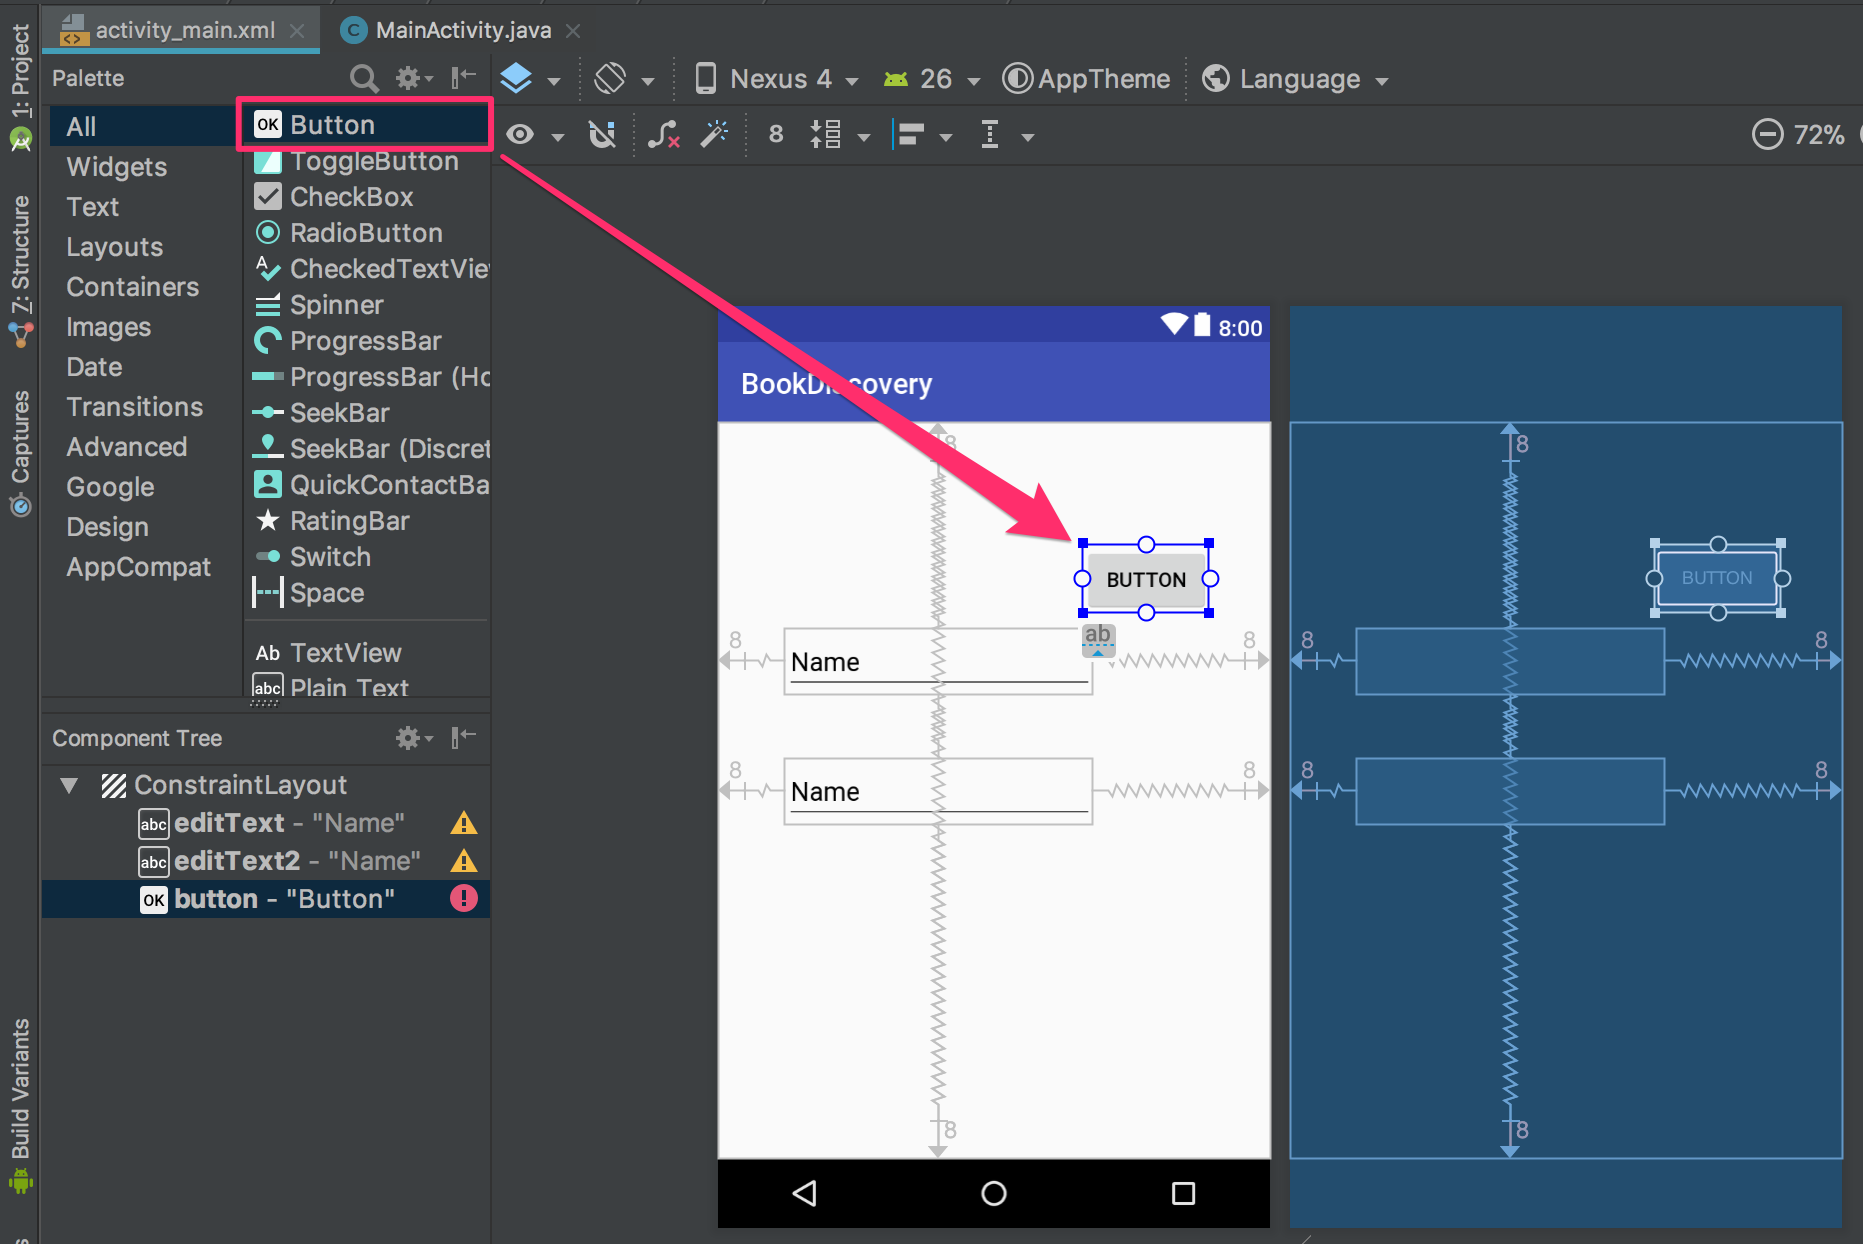 activity_main.xml
MainActivity.java
1: Project
Z: Structure
Captures
Build Variants
Palette
Nexus 4
26
AppTheme
Language
8
72%
All
Widgets
Text
Layouts
Containers
Images
Date
Transitions
Advanced
Google
Design
AppCompat
OK Button
ToggleButton
CheckBox
RadioButton
CheckedTextVie
Spinner
ProgressBar
ProgressBar (Ho
SeekBar
SeekBar (Discret
QuickContactBa
RatingBar
Switch
Space
Ab TextView
abc Plain Text
Component Tree
ConstraintLayout
abc editText - "Name"
abc editText2 - "Name"
OK button - "Button"
8:00
BookDiscovery
8
BUTTON
ab
8
Name
8
8
Name
8
8
8
BUTTON
8
8
8
8
8